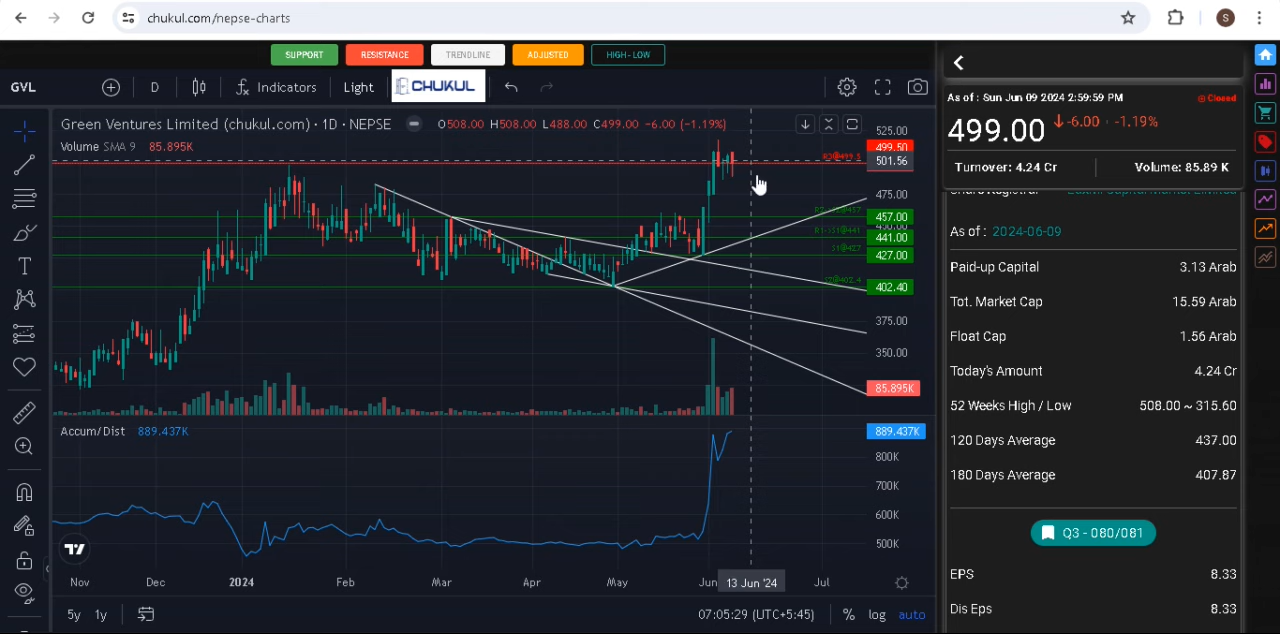 chukul.com/nepse-charts
S
SUPPORT RESISTANCE TRENDLINE ADJUSTED HIGH-LOW
GVL D Indicators Light CHUKUL
Green Ventures Limited (chukul.com) · 1D · NEPSE O508.00 H508.00 L488.00 C499.00 -6.00 (-1.19%)
Volume SMA 9 85.895K
525.00
499.50
501.56
475.00
457.00
450.00
441.00
427.00
402.40
375.00
350.00
85.895K
Accum/Dist 889.437K
889.437K
800K
700K
600K
500K
Nov Dec 2024 Feb Mar Apr May Jun 13 Jun '24 Jul
5y 1y 07:05:29 (UTC+5:45) % log auto
As of : Sun Jun 09 2024 2:59:59 PM Closed
499.00 -6.00 · -1.19%
Turnover: 4.24 Cr Volume: 85.89 K
As of : 2024-06-09
Paid-up Capital 3.13 Arab
Tot. Market Cap 15.59 Arab
Float Cap 1.56 Arab
Today's Amount 4.24 Cr
52 Weeks High / Low 508.00 ~ 315.60
120 Days Average 437.00
180 Days Average 407.87
Q3 - 080/081
EPS 8.33
Dis Eps 8.33